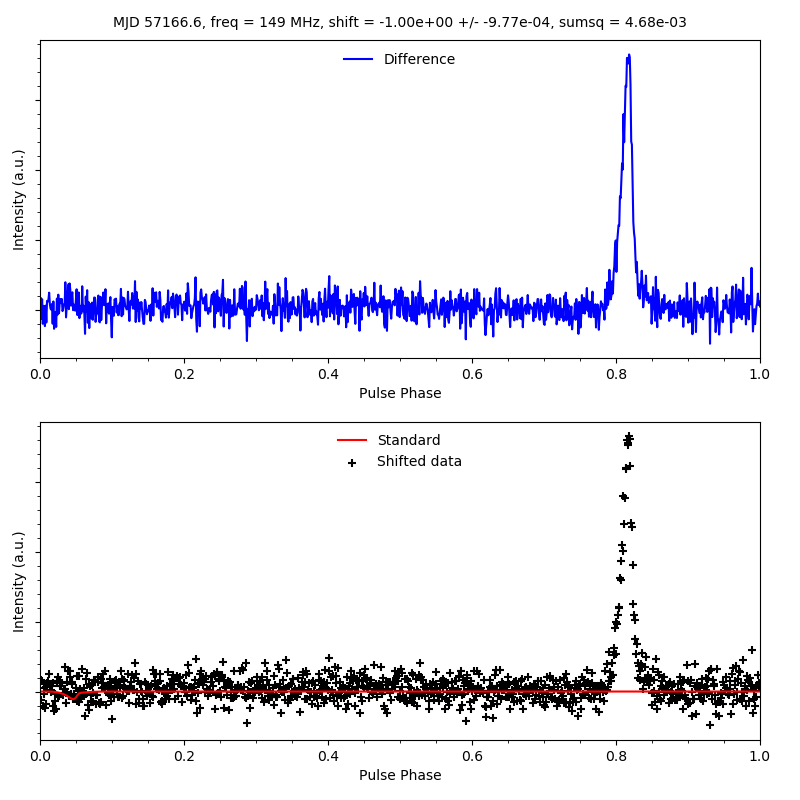 MJD 57166.6, freq = 149 MHz, shift = -1.00e+00 +/- -9.77e-04, sumsq = 4.68e-03
Difference
Intensity (a.u.)
0.0 0.2 0.4 0.6 0.8 1.0
Pulse Phase
Standard
Shifted data
Intensity (a.u.)
0.0 0.2 0.4 0.6 0.8 1.0
Pulse Phase